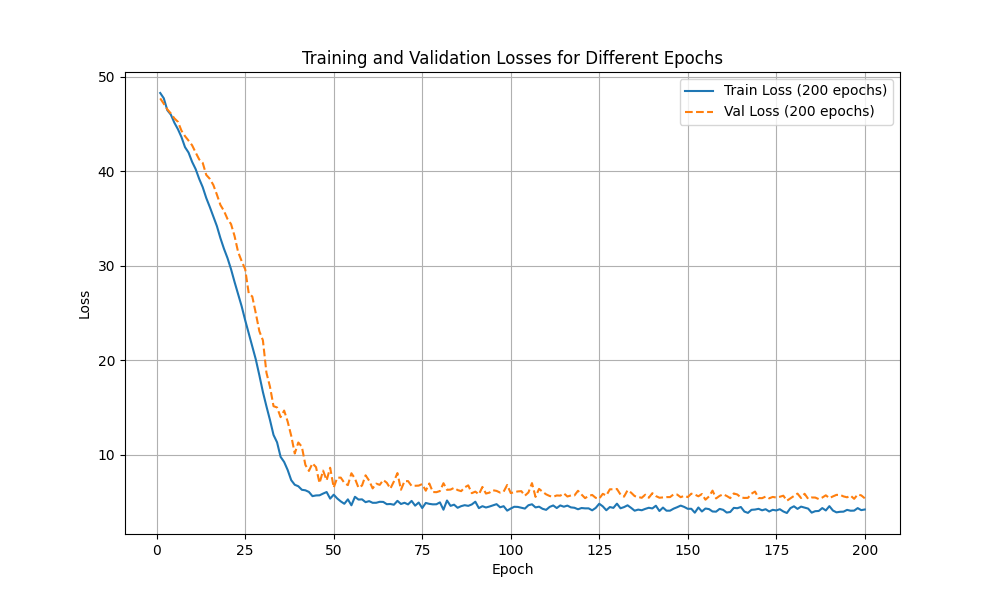 Training and Validation Losses for Different Epochs
Train Loss (200 epochs)
Val Loss (200 epochs)
50
40
30
20
10
Loss
0 25 50 75 100 125 150 175 200
Epoch